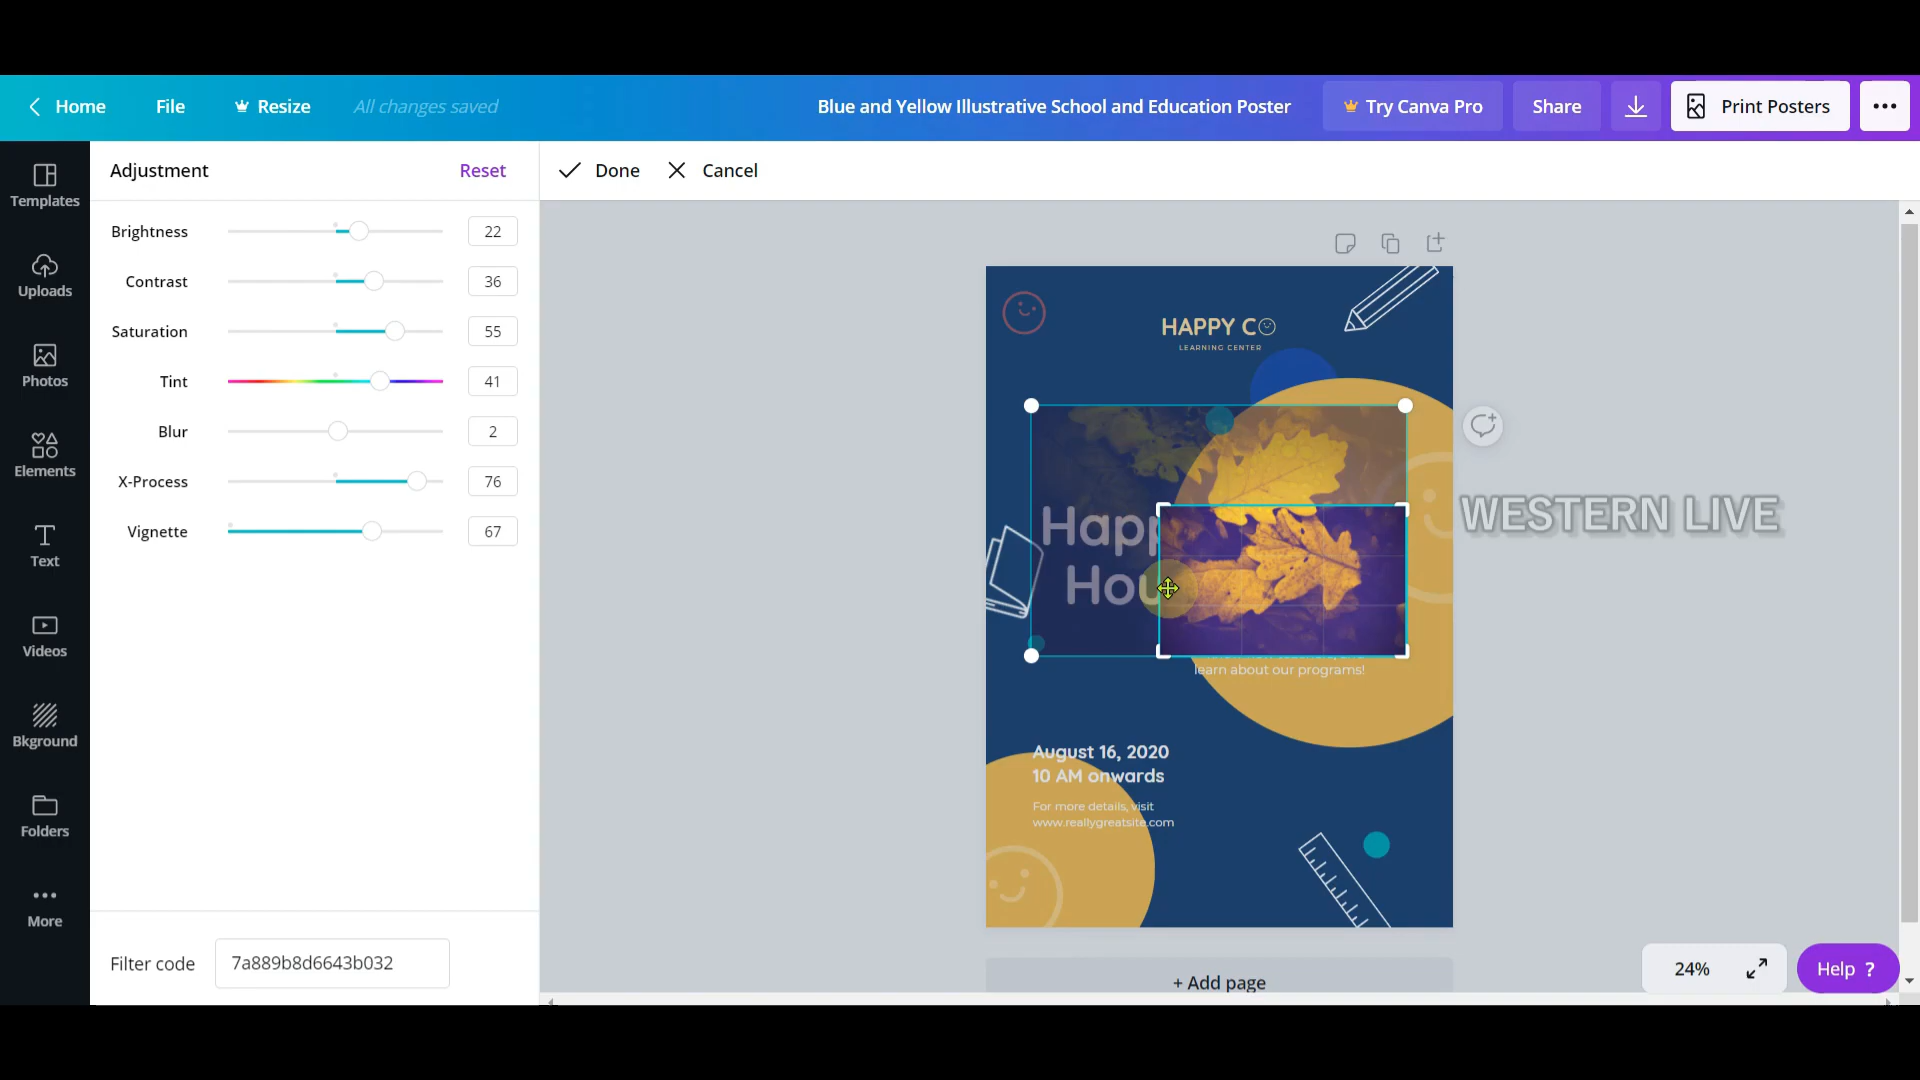 Home File Resize All changes saved Blue and Yellow Illustrative School and Education Poster Try Canva Pro Share Print Posters
Adjustment Reset Done Cancel
Templates
Uploads
Photos
Elements
Text
Videos
Bkground
Folders
More
Brightness 22
Contrast 36
Saturation 55
Tint 41
Blur 2
X-Process 76
Vignette 67
Filter code 7a889b8d6643b032
HAPPY CO
LEARNING CENTER
Happ
Hou
learn about our programs!
August 16, 2020
10 AM onwards
For more details, visit
www.reallygreatsite.com
WESTERN LIVE
+ Add page
24% Help ?